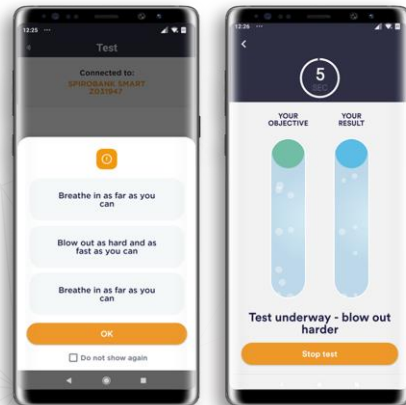 12:25
Test
Connected to:
SPIROBANK SMART
Z031947
Breathe in as far as you
can
Blow out as hard and as
fast as you can
Breathe in as far as you
can
OK
Do not show again
12:26
5
SEC
YOUR
OBJECTIVE
YOUR
RESULT
Test underway - blow out
harder
Stop test